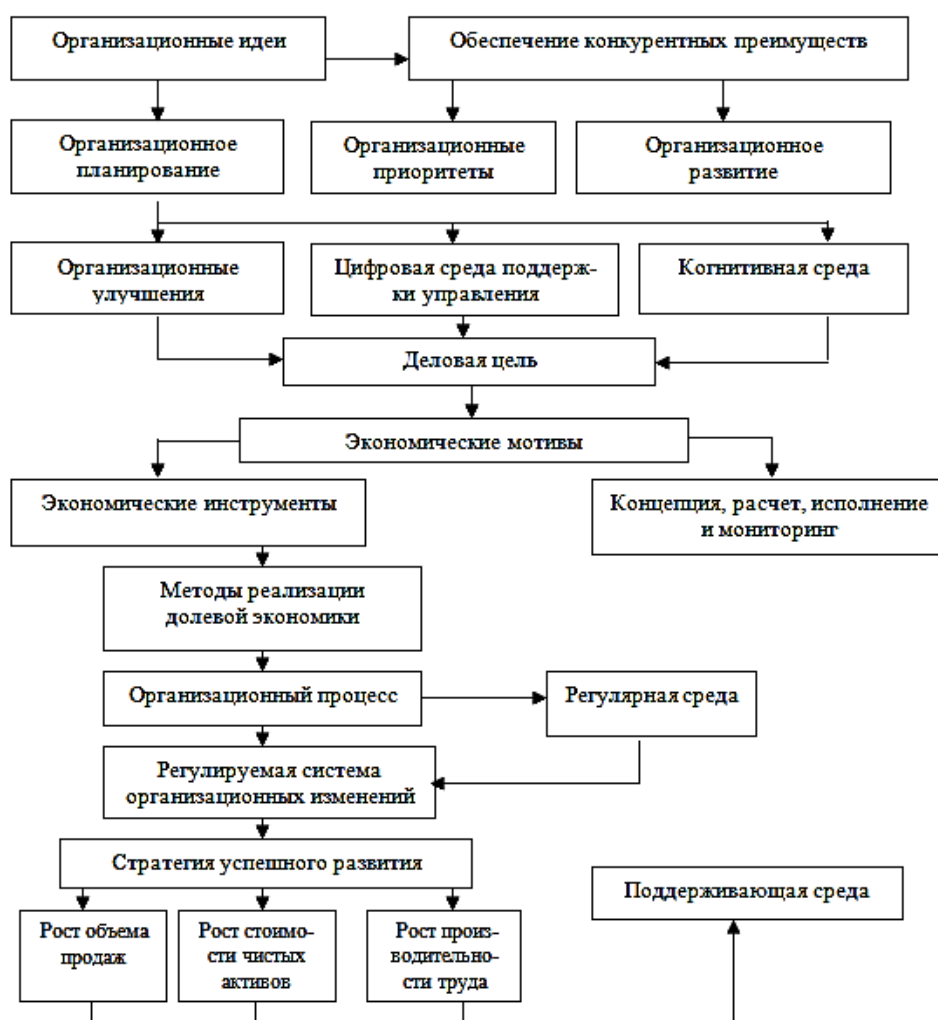 Организационные идеи
Обеспечение конкурентных преимуществ
Организационное
планирование
Организационные
приоритеты
Организационное
развитие
Организационные
улучшения
Цифровая среда поддерж-
ки управления
Когнитивная среда
Деловая цель
Экономические мотивы
Экономические инструменты
Концепция, расчет, исполнение
и мониторинг
Методы реализации
долевой экономики
Организационный процесс
Регулярная среда
Регулируемая система
организационных изменений
Стратегия успешного развития
Поддерживающая среда
Рост объема
продаж
Рост стоимо-
сти чистых
активов
Рост произ-
водительно-
сти труда